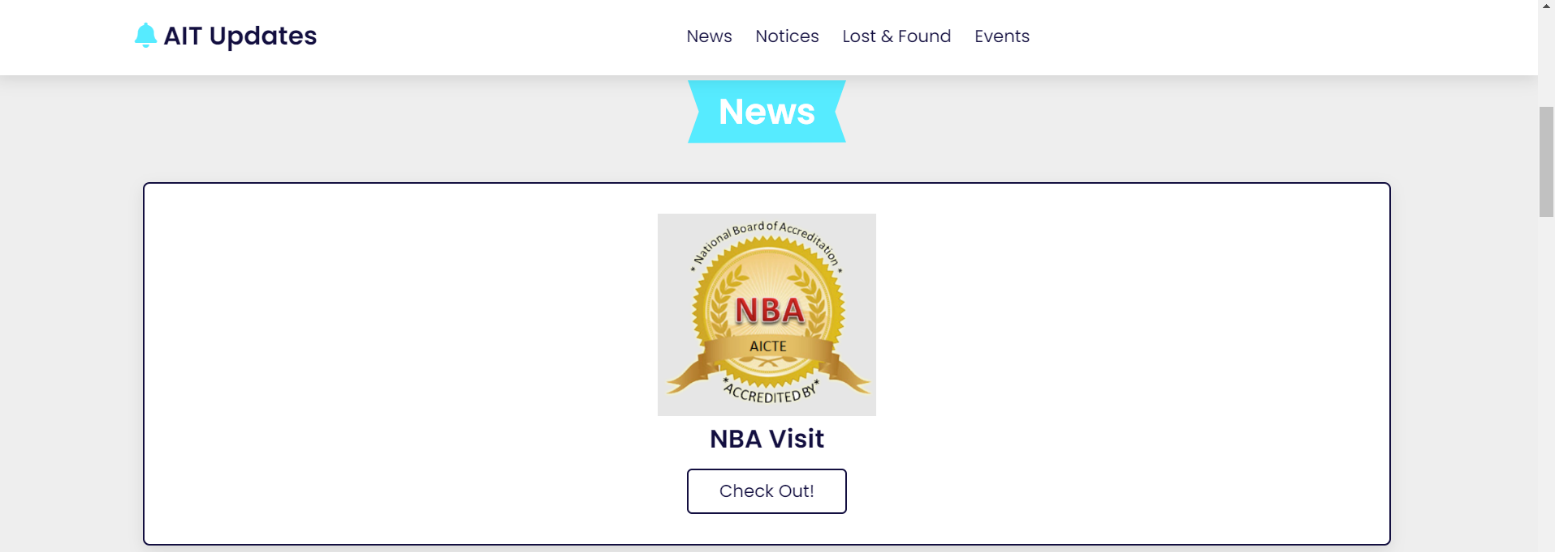 AIT Updates
News
Notices
Lost & Found
Events
News
* National Board of Accreditation *
NBA
AICTE
*ACCREDITED BY*
NBA Visit
Check Out!